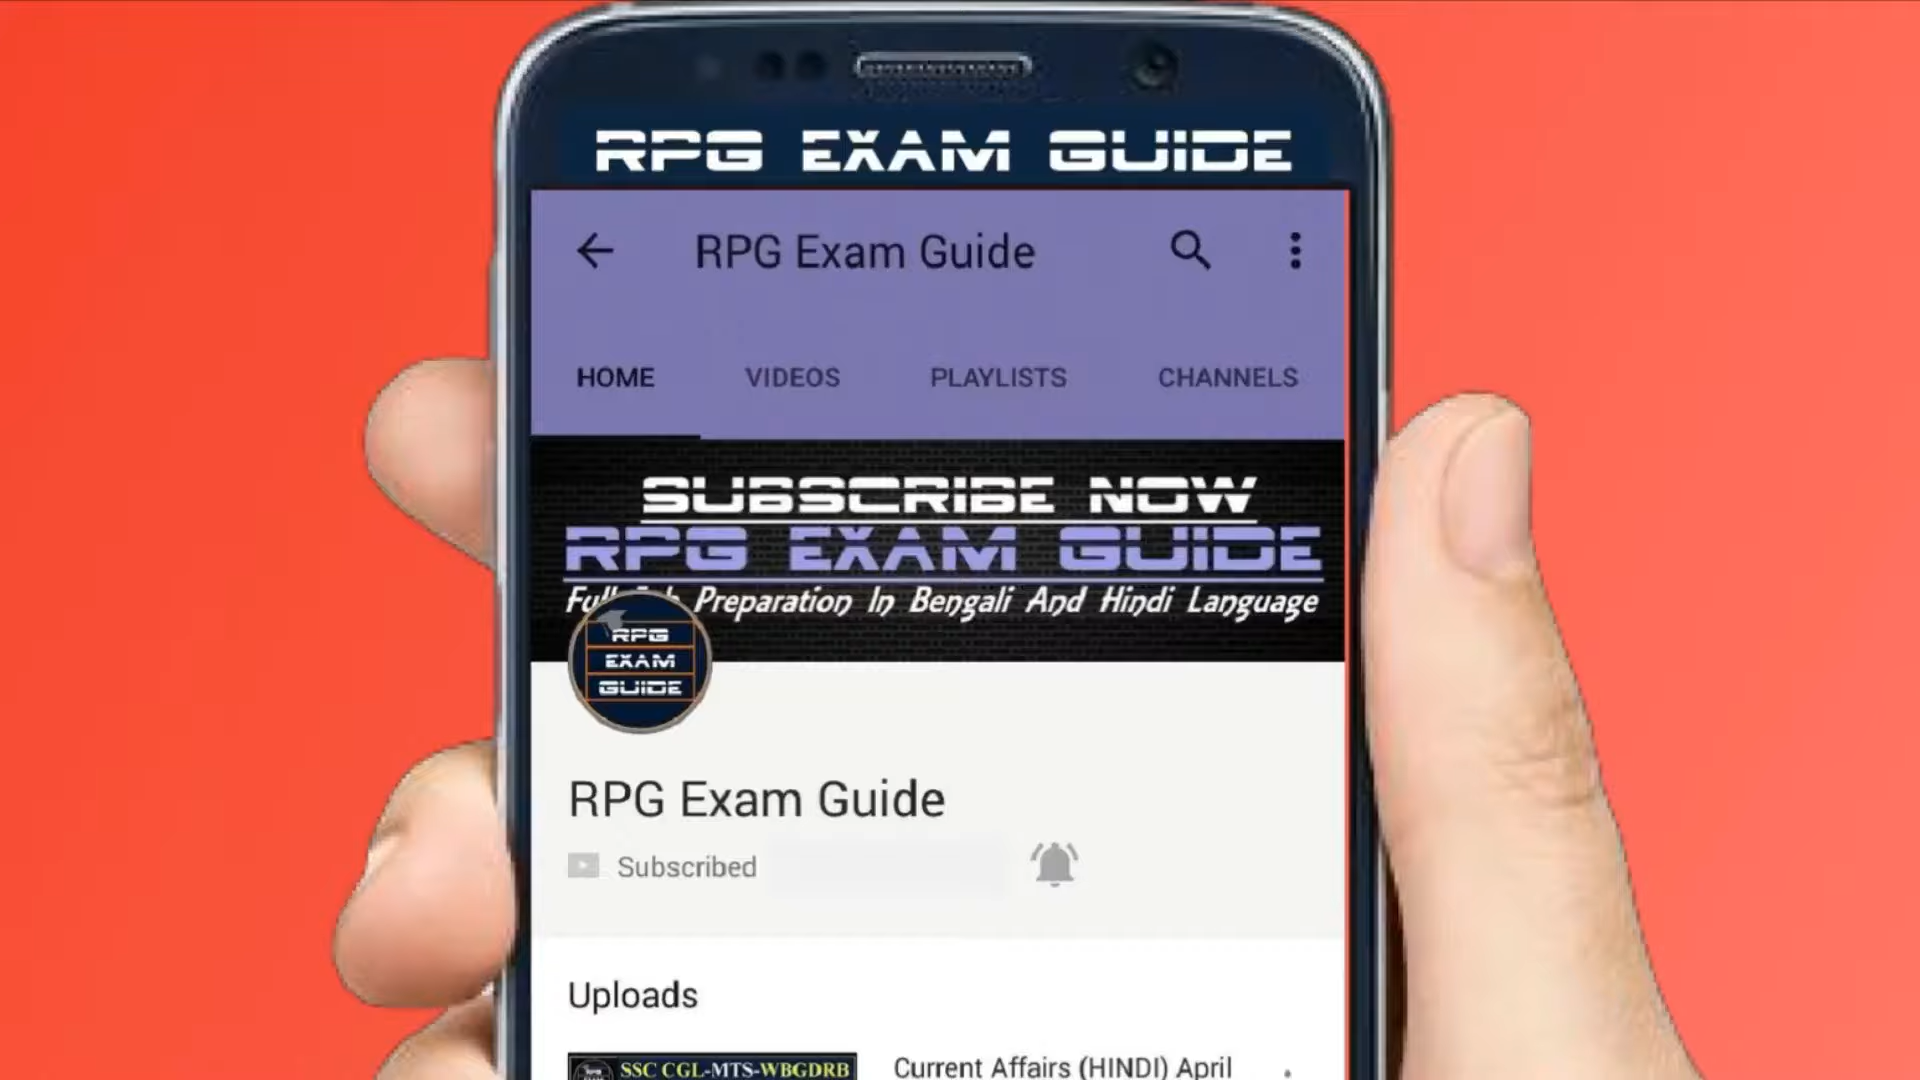 RPG EXAM GUIDE
RPG Exam Guide
HOME VIDEOS PLAYLISTS CHANNELS
SUBSCRIBE NOW
RPG EXAM GUIDE
Full Preparation In Bengali And Hindi Language
RPG
EXAM
GUIDE
RPG Exam Guide
Subscribed
Uploads
SSC CGL-MTS-WBGDRB
Current Affairs (HINDI) April